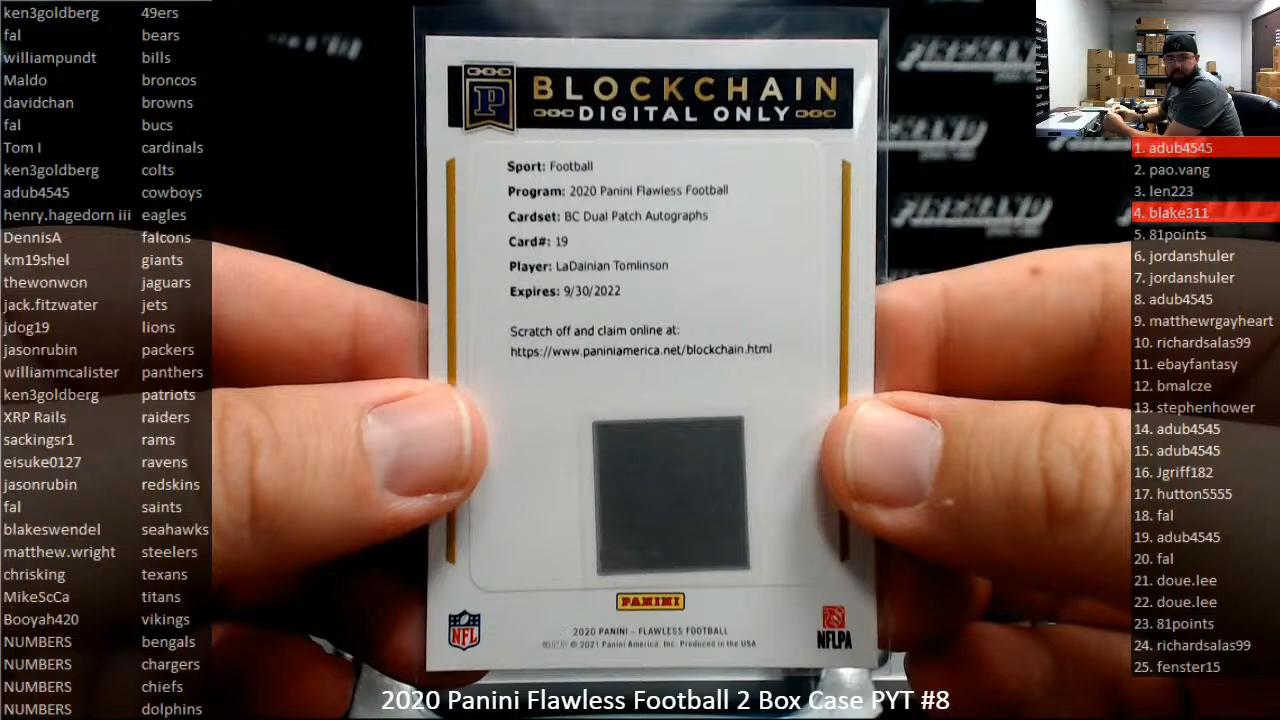 ken3goldberg 49ers
fal bears
williampundt bills
Maldo broncos
davidchan browns
fal bucs
Tom I cardinals
ken3goldberg colts
adub4545 cowboys
henry.hagedorn iii eagles
DennisA falcons
km19shel giants
thewonwon jaguars
jack.fitzwater jets
jdog19 lions
jasonrubin packers
williammcalister panthers
ken3goldberg patriots
XRP Rails raiders
sackingsr1 rams
eisuke0127 ravens
jasonrubin redskins
fal saints
blakeswendel seahawks
matthew.wright steelers
chrisking texans
MikeScCa titans
Booyah420 vikings
NUMBERS bengals
NUMBERS chargers
NUMBERS chiefs
NUMBERS dolphins
P
BLOCKCHAIN
DIGITAL ONLY
Sport: Football
Program: 2020 Panini Flawless Football
Cardset: BC Dual Patch Autographs
Card#: 19
Player: LaDainian Tomlinson
Expires: 9/30/2022
Scratch off and claim online at:
https://www.paniniamerica.net/blockchain.html
PANINI
NFL
NFLPA
2020 PANINI – FLAWLESS FOOTBALL
© 2021 Panini America, Inc. Produced in the USA
1. adub4545
2. pao.vang
3. len223
4. blake311
5. 81points
6. jordanshuler
7. jordanshuler
8. adub4545
9. matthewrgayheart
10. richardsalas99
11. ebayfantasy
12. bmalcze
13. stephenhower
14. adub4545
15. adub4545
16. Jgriff182
17. hutton5555
18. fal
19. adub4545
20. fal
21. doue.lee
22. doue.lee
23. 81points
24. richardsalas99
25. fenster15
2020 Panini Flawless Football 2 Box Case PYT #8